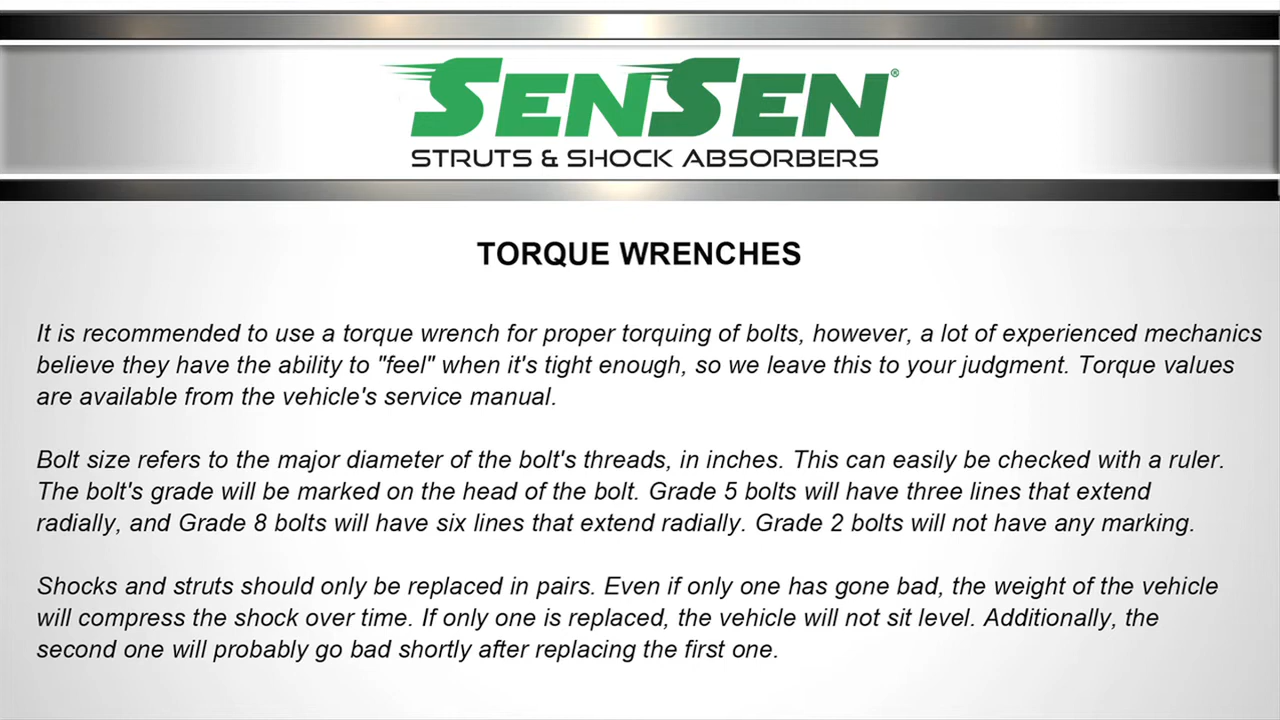 SENSEN®
STRUTS & SHOCK ABSORBERS
TORQUE WRENCHES
It is recommended to use a torque wrench for proper torquing of bolts, however, a lot of experienced mechanics
believe they have the ability to "feel" when it's tight enough, so we leave this to your judgment. Torque values
are available from the vehicle's service manual.
Bolt size refers to the major diameter of the bolt's threads, in inches. This can easily be checked with a ruler.
The bolt's grade will be marked on the head of the bolt. Grade 5 bolts will have three lines that extend
radially, and Grade 8 bolts will have six lines that extend radially. Grade 2 bolts will not have any marking.
Shocks and struts should only be replaced in pairs. Even if only one has gone bad, the weight of the vehicle
will compress the shock over time. If only one is replaced, the vehicle will not sit level. Additionally, the
second one will probably go bad shortly after replacing the first one.